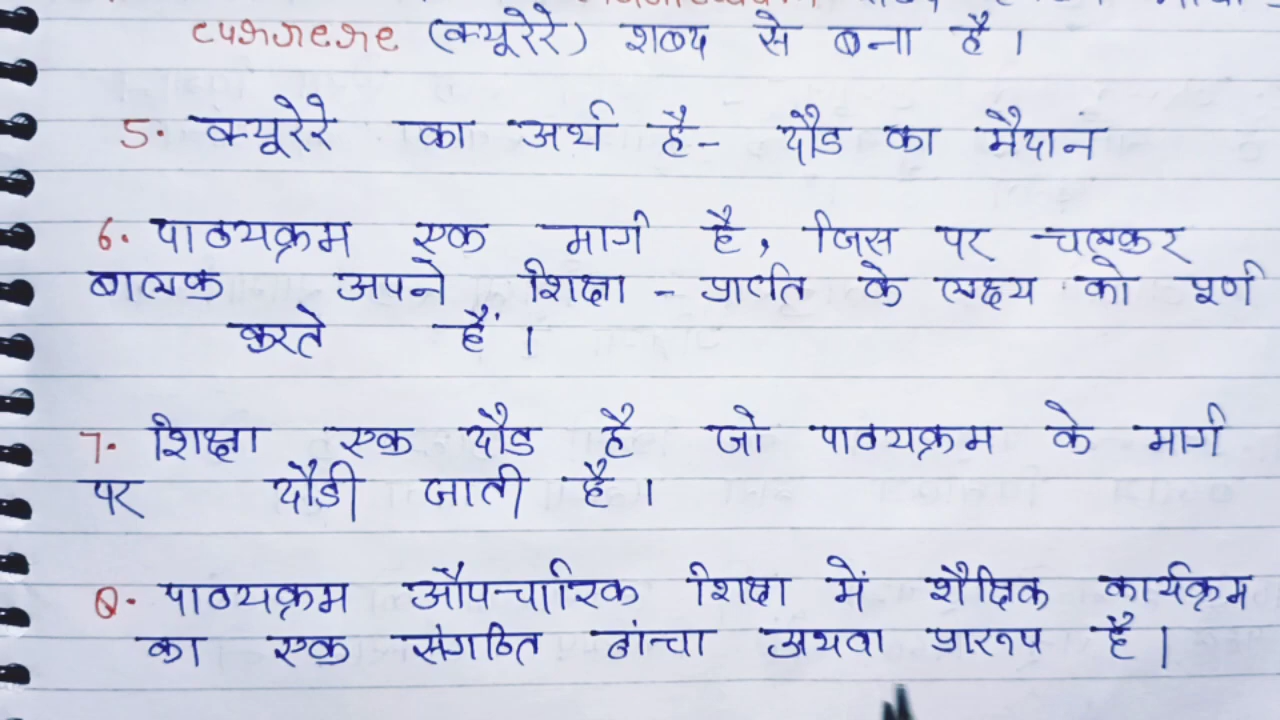 currere (क्यूरेरे) शब्द से बना है।
5. क्यूरेरे का अर्थ है- दौड का मैदान
6. पाठ्यक्रम एक मार्ग है, जिस पर चलकर
बालक अपने शिक्षा - प्राप्ति के लक्ष्य को पूर्ण
करते हैं।
7. शिक्षा एक दौड है जो पाठ्यक्रम के मार्ग
पर दौडी जाती है।
8. पाठ्यक्रम औपचारिक शिक्षा में शैक्षिक कार्यक्रम
का एक संगठित ढांचा अथवा प्रारूप है।